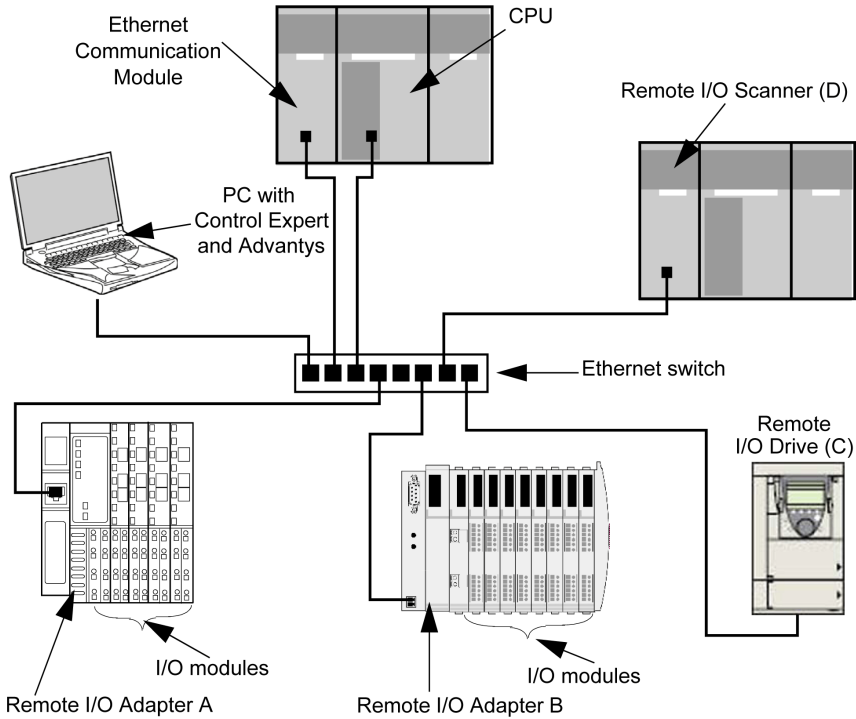 Ethernet
Communication
Module
CPU
Remote I/O Scanner (D)
PC with
Control Expert
and Advantys
Ethernet switch
Remote
I/O Drive (C)
I/O modules
I/O modules
Remote I/O Adapter A
Remote I/O Adapter B